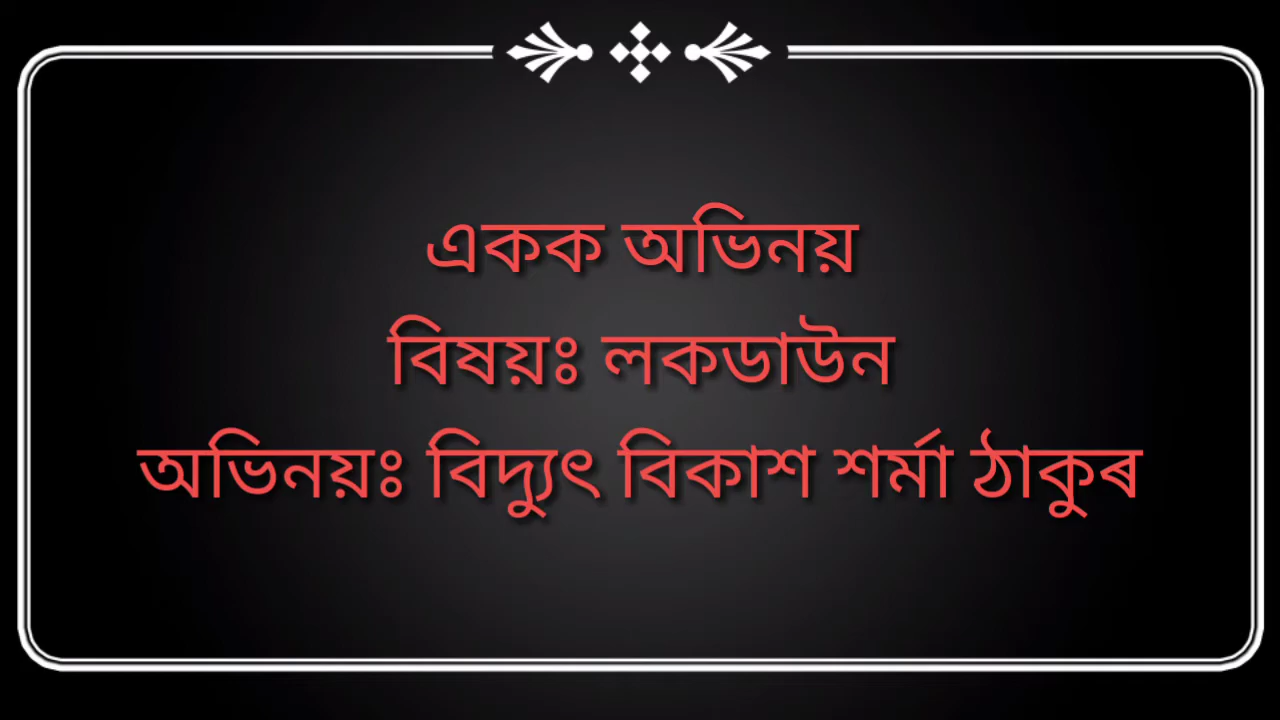 একক অভিনয়
বিষয়ঃ লকডাউন
অভিনয়ঃ বিদ্যুৎ বিকাশ শৰ্মা ঠাকুৰ